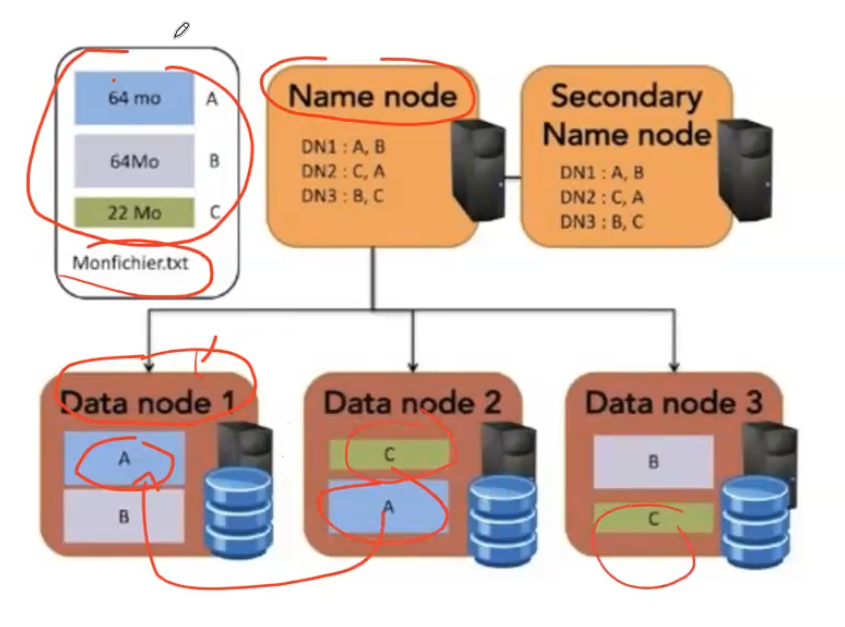 64 mo A
64Mo B
22 Mo C
Monfichier.txt
Name node
DN1 : A, B
DN2 : C, A
DN3 : B, C
Secondary
Name node
DN1 : A, B
DN2 : C, A
DN3 : B, C
Data node 1
A
B
Data node 2
C
A
Data node 3
B
C